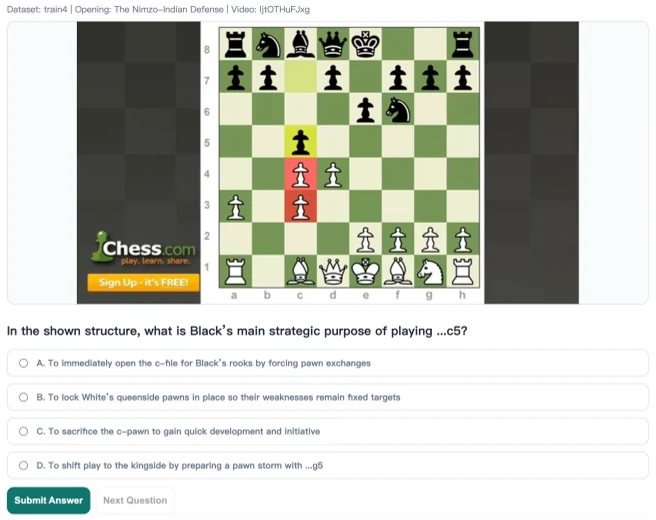 Dataset: train4 | Opening: The Nimzo-Indian Defense | Video: ljtOTHuFJxg
8
7
6
5
4
3
2
1
Chess.com
play. learn. share.
Sign Up - it's FREE!
a b c d e f g h
In the shown structure, what is Black's main strategic purpose of playing ...c5?
A. To immediately open the c-file for Black's rooks by forcing pawn exchanges
B. To lock White's queenside pawns in place so their weaknesses remain fixed targets
C. To sacrifice the c-pawn to gain quick development and initiative
D. To shift play to the kingside by preparing a pawn storm with ...g5
Submit Answer Next Question